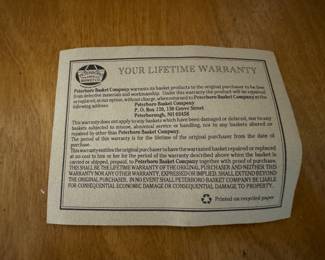 YOUR LIFETIME WARRANTY
Peterboro Basket Company warrants its basket products to the original purchaser to be free
from defective materials and workmanship. Under this warranty the product will be repaired
or replaced, at our option, without charge, when returned to Peterboro Basket Company at the
following address:
Peterboro Basket Company
P. O. Box 120, 130 Grove Street
Peterborough, NH 03458
This warranty does not apply to any baskets which have been damaged or defaced, nor to any
baskets subjected to misuse, abnormal service or handling, nor to any baskets altered or
repaired by other than Peterboro Basket Company.
The period of this warranty is for the lifetime of the original purchaser from the date of
purchase.
This warranty entitles the original purchaser to have the warranted basket repaired or replaced
at no cost to him or her for the period of the warranty described above when the basket is
carried or shipped, prepaid, to Peterboro Basket Company together with proof of purchase.
THIS SHALL BE THE LIFETIME WARRANTY OF THE ORIGINAL PURCHASER AND NEITHER THIS
WARRANTY NOR ANY OTHER WARRANTY, EXPRESSED OR IMPLIED, SHALL EXTEND BEYOND
THE ORIGINAL PURCHASER. IN NO EVENT SHALL PETERBORO BASKET COMPANY BE LIABLE
FOR CONSEQUENTIAL ECONOMIC DAMAGE OR CONSEQUENTIAL DAMAGE TO PROPERTY.
Printed on recycled paper